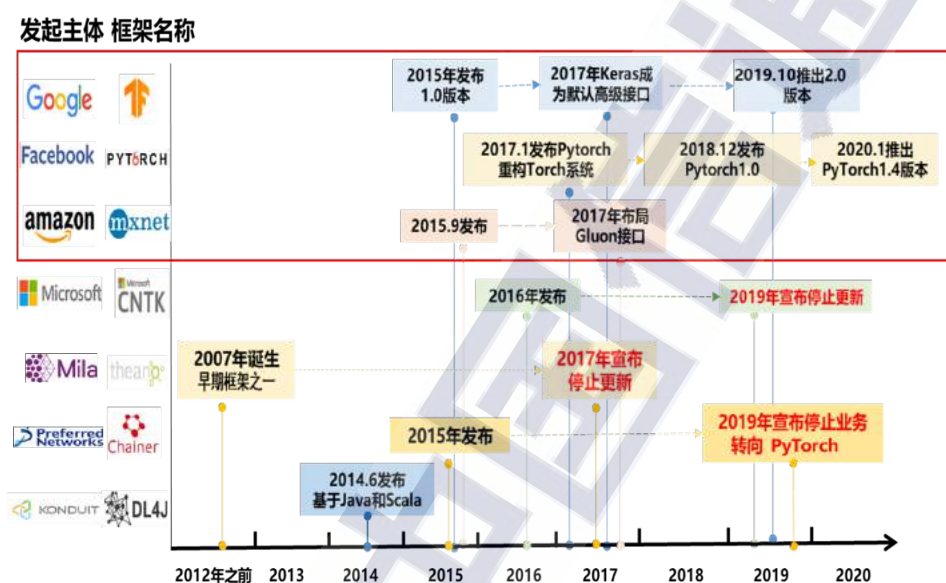 发起主体 框架名称
Google
2015年发布
1.0版本
2017年Keras成
为默认高级接口
2019.10推出2.0
版本
Facebook PYTORCH
2017.1发布Pytorch
重构Torch系统
2018.12发布
Pytorch1.0
2020.1推出
PyTorch1.4版本
amazon mxnet
2015.9发布
2017年布局
Gluon接口
Microsoft
Microsoft
CNTK
2016年发布
2019年宣布停止更新
Mila theano
2007年诞生
早期框架之一
2017年宣布
停止更新
Preferred
Networks
Chainer
2015年发布
2019年宣布停止业务
转向 PyTorch
KONDUIT DL4J
2014.6发布
基于Java和Scala
2012年之前 2013 2014 2015 2016 2017 2018 2019 2020